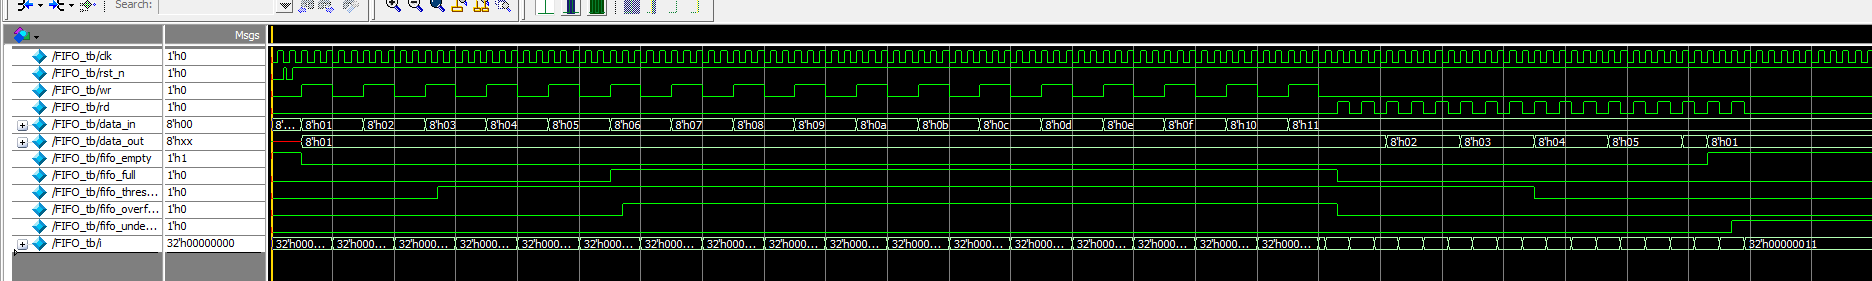 Search:
Msgs
/FIFO_tb/clk 1'h0
/FIFO_tb/rst_n 1'h0
/FIFO_tb/wr 1'h0
/FIFO_tb/rd 1'h0
/FIFO_tb/data_in 8'h00 8'... 8'h01 8'h02 8'h03 8'h04 8'h05 8'h06 8'h07 8'h08 8'h09 8'h0a 8'h0b 8'h0c 8'h0d 8'h0e 8'h0f 8'h10 8'h11
/FIFO_tb/data_out 8'hxx 8'h01 8'h02 8'h03 8'h04 8'h05 8'h01
/FIFO_tb/fifo_empty 1'h1
/FIFO_tb/fifo_full 1'h0
/FIFO_tb/fifo_thres... 1'h0
/FIFO_tb/fifo_overf... 1'h0
/FIFO_tb/fifo_unde... 1'h0
/FIFO_tb/i 32'h00000000 32'h000... 32'h000... 32'h000... 32'h000... 32'h000... 32'h000... 32'h000... 32'h000... 32'h000... 32'h000... 32'h000... 32'h000... 32'h000... 32'h000... 32'h000... 32'h000... 32'h000... 32'h00000011